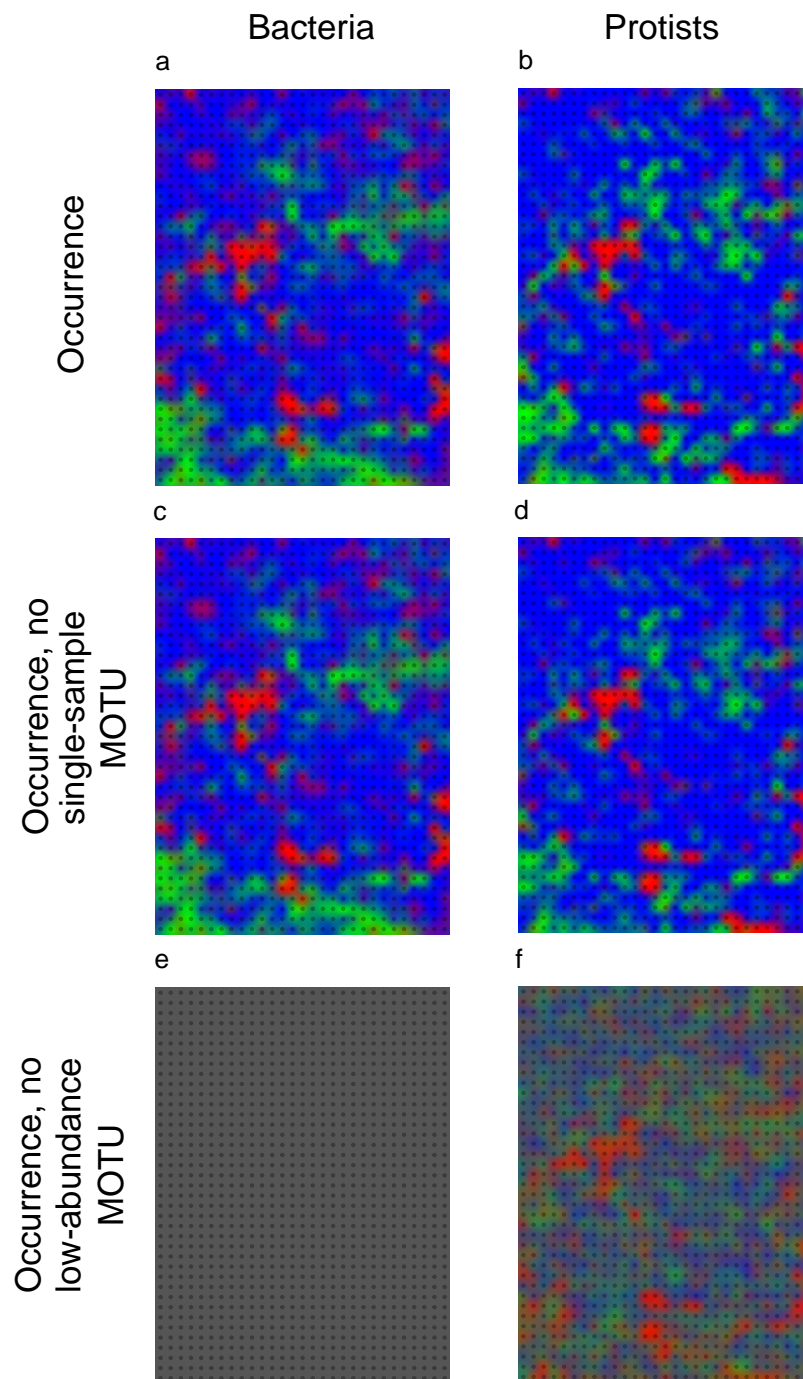 Bacteria
Protists
a
b
Occurrence
c
d
Occurrence, no
single-sample
MOTU
e
f
Occurrence, no
low-abundance
MOTU